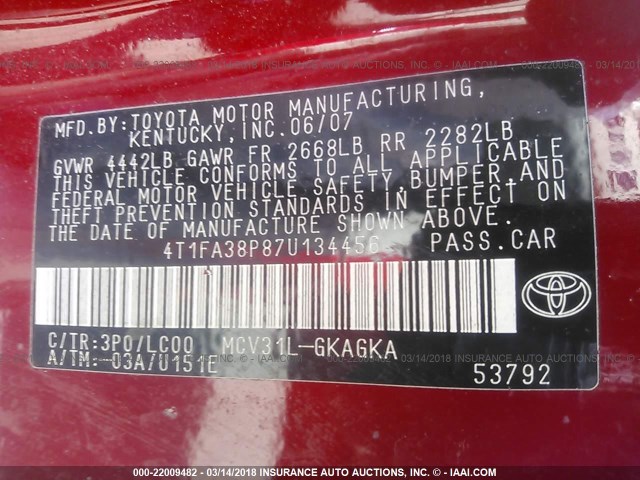 MFD.BY:TOYOTA MOTOR MANUFACTURING,
KENTUCKY,INC.06/07
GVWR 4442LB GAWR FR 2668LB RR 2282LB
THIS VEHICLE CONFORMS TO ALL APPLICABLE
FEDERAL MOTOR VEHICLE SAFETY,BUMPER,AND
THEFT PREVENTION STANDARDS IN EFFECT ON
THE DATE OF MANUFACTURE SHOWN ABOVE.
4T1FA38P87U134456 PASS.CAR
C/TR:3P0/LC00 MCV31L-GKAGKA
A/TM:-03A/U151E
53792
000-22009482 - 03/14/2018 INSURANCE AUTO AUCTIONS, INC. - © IAAI.COM